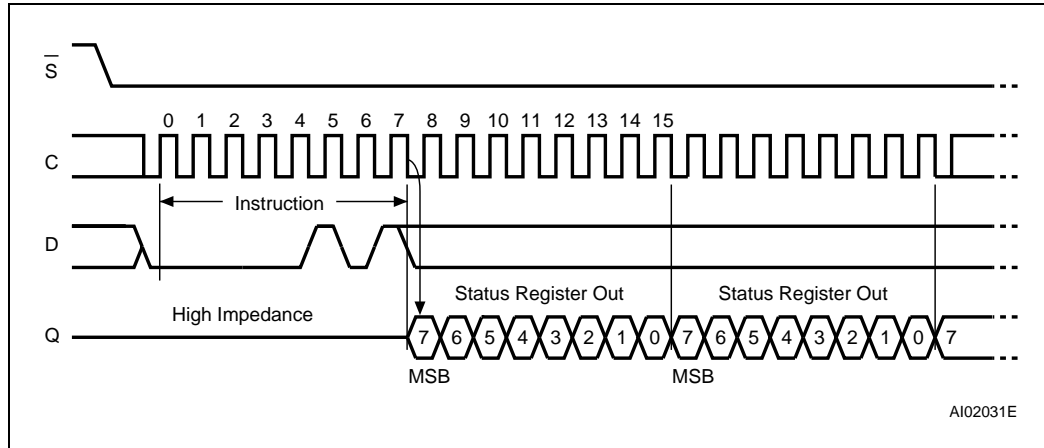 S
0 1 2 3 4 5 6 7 8 9 10 11 12 13 14 15
C
Instruction
D
Status Register Out Status Register Out
High Impedance
Q 7 6 5 4 3 2 1 0 7 6 5 4 3 2 1 0 7
MSB MSB
AI02031E